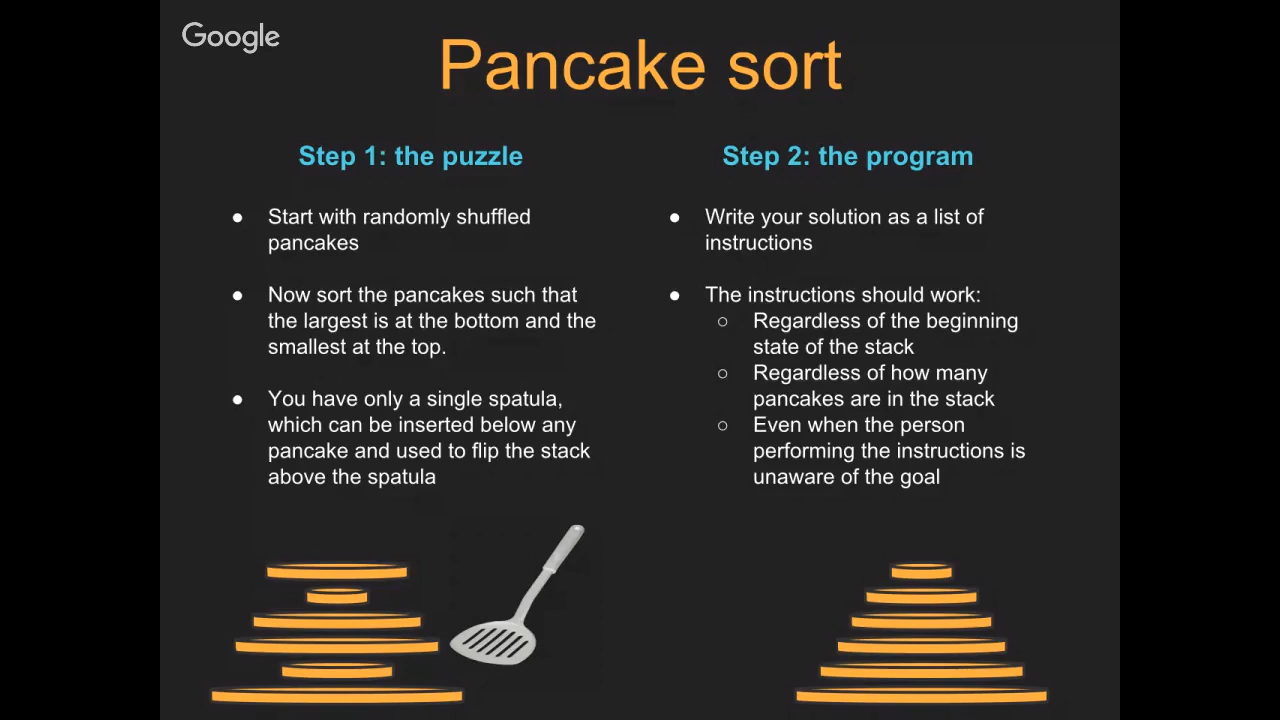 Google
Pancake sort
Step 1: the puzzle
● Start with randomly shuffled
pancakes
● Now sort the pancakes such that
the largest is at the bottom and the
smallest at the top.
● You have only a single spatula,
which can be inserted below any
pancake and used to flip the stack
above the spatula
Step 2: the program
● Write your solution as a list of
instructions
● The instructions should work:
○ Regardless of the beginning
state of the stack
○ Regardless of how many
pancakes are in the stack
○ Even when the person
performing the instructions is
unaware of the goal